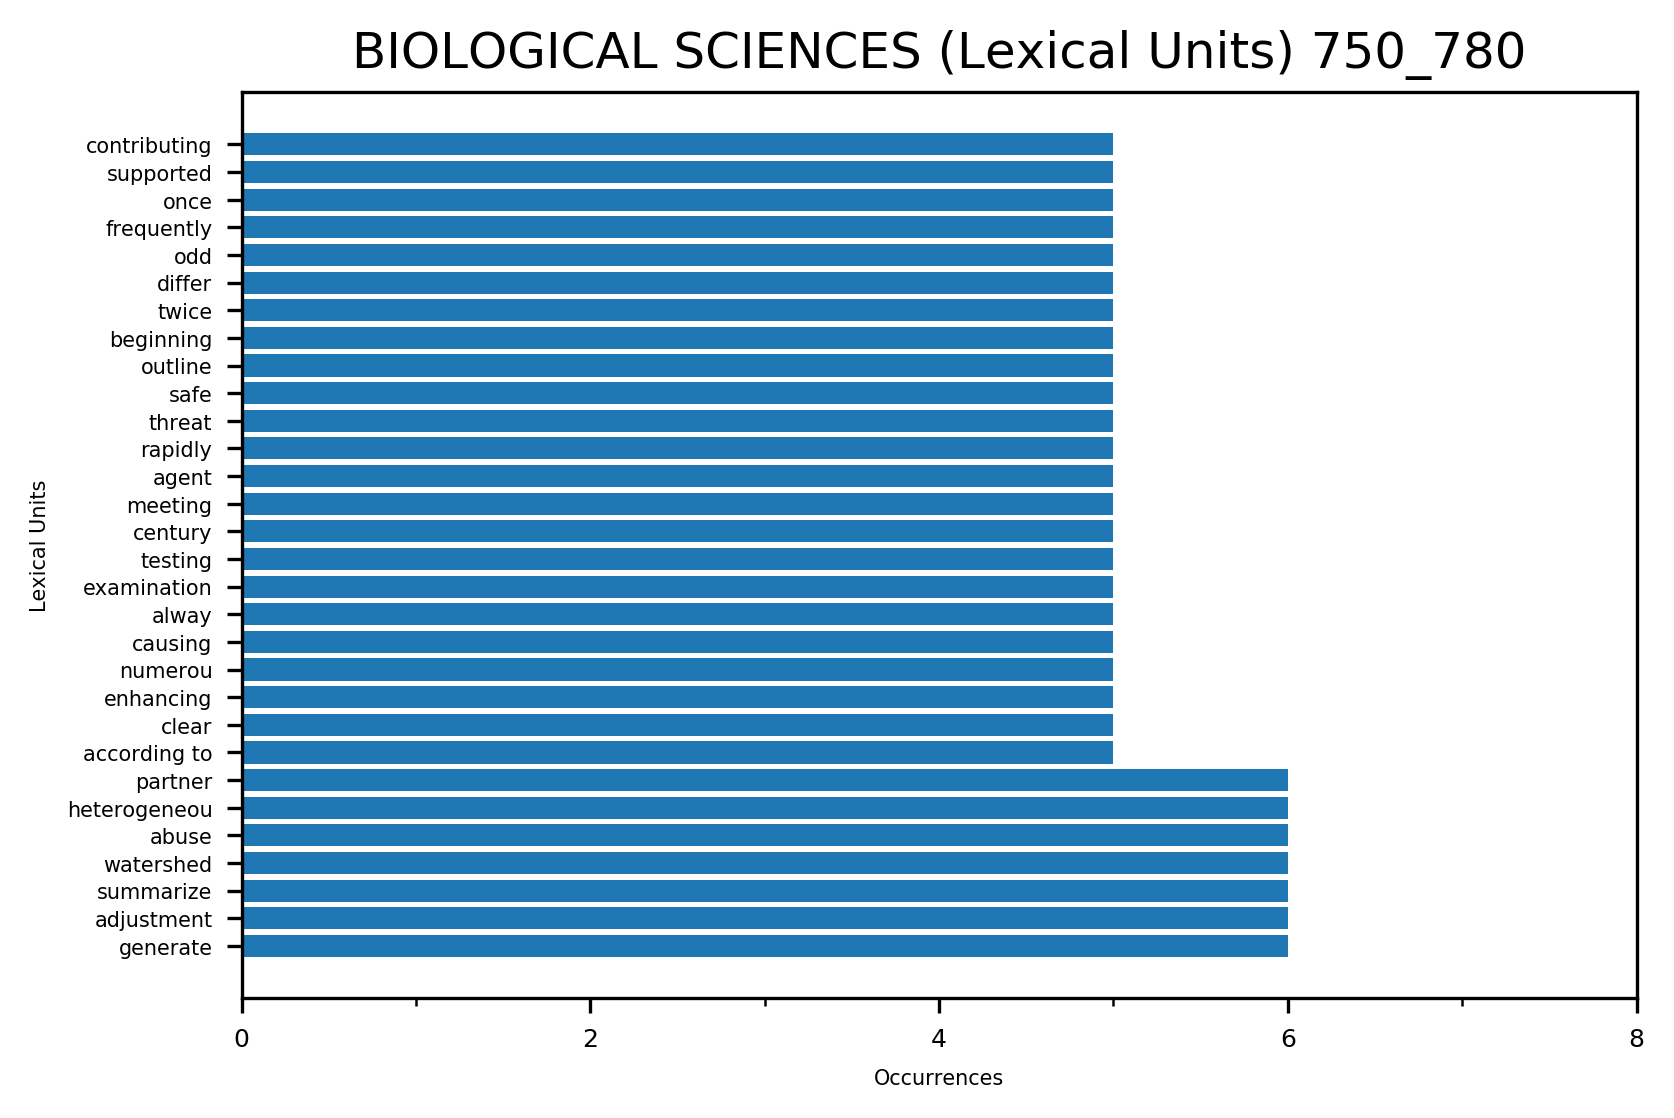 BIOLOGICAL SCIENCES (Lexical Units) 750_780
contributing
supported
once
frequently
odd
differ
twice
beginning
outline
safe
threat
rapidly
agent
meeting
century
testing
examination
alway
causing
numerou
enhancing
clear
according to
partner
heterogeneou
abuse
watershed
summarize
adjustment
generate
Lexical Units
0 2 4 6 8
Occurrences